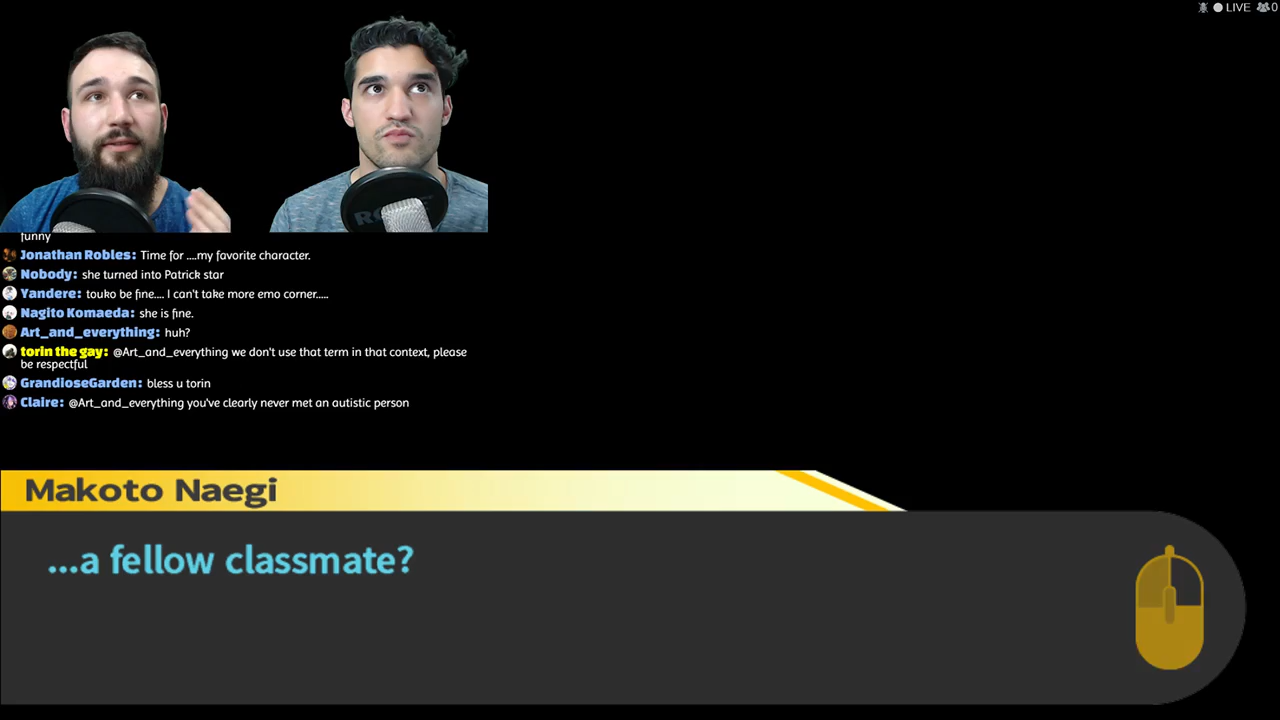 LIVE 0
funny
Jonathan Robles: Time for ....my favorite character.
Nobody: she turned into Patrick star
Yandere: touko be fine.... I can't take more emo corner.....
Nagito Komaeda: she is fine.
Art_and_everything: huh?
torin the gay: @Art_and_everything we don't use that term in that context, please
be respectful
GrandioseGarden: bless u torin
Claire: @Art_and_everything you've clearly never met an autistic person
Makoto Naegi
...a fellow classmate?